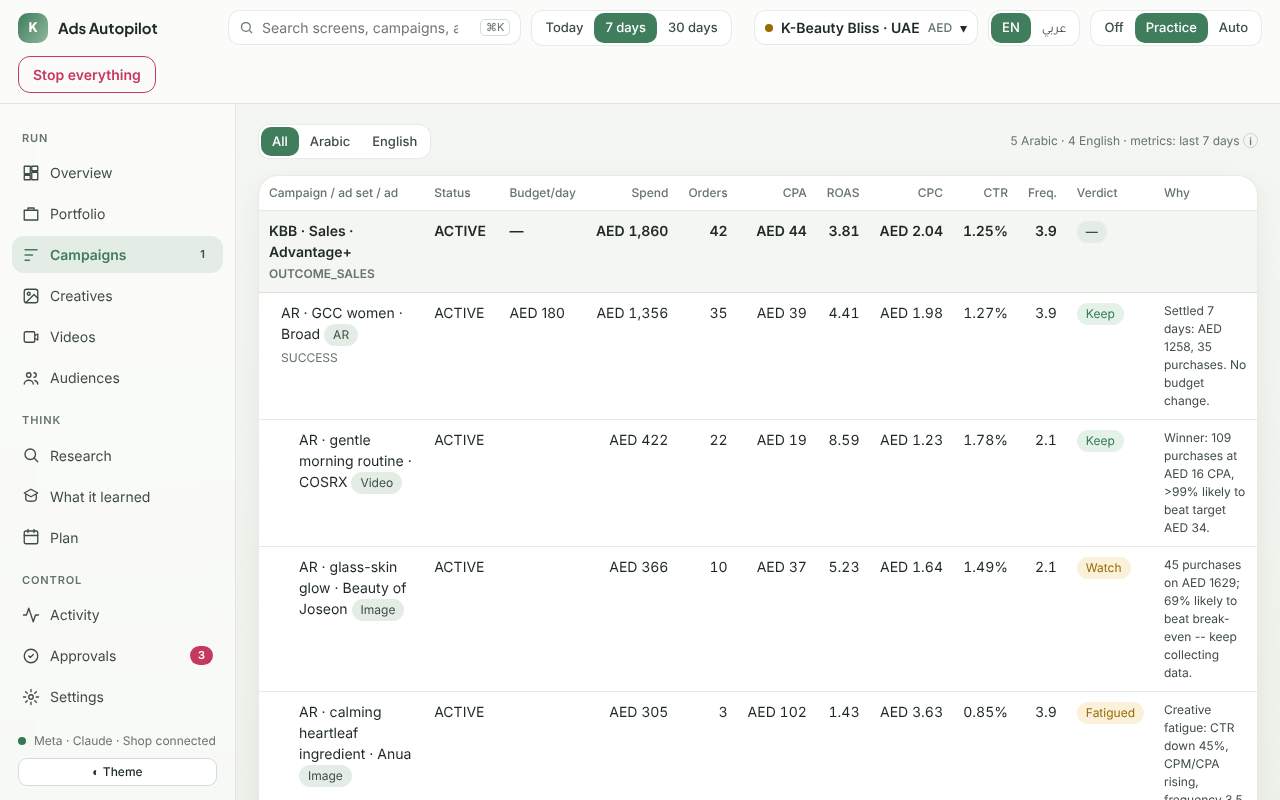 K Ads Autopilot
Search screens, campaigns, a ⌘K
Today 7 days 30 days
K-Beauty Bliss · UAE AED ▾
EN عربي
Off Practice Auto
Stop everything
RUN
Overview
Portfolio
Campaigns 1
Creatives
Videos
Audiences
THINK
Research
What it learned
Plan
CONTROL
Activity
Approvals 3
Settings
Meta · Claude · Shop connected
Theme
All Arabic English
5 Arabic · 4 English · metrics: last 7 days i
Campaign / ad set / ad Status Budget/day Spend Orders CPA ROAS CPC CTR Freq. Verdict Why
KBB · Sales · ACTIVE — AED 1,860 42 AED 44 3.81 AED 2.04 1.25% 3.9 —
Advantage+
OUTCOME_SALES
AR · GCC women · ACTIVE AED 180 AED 1,356 35 AED 39 4.41 AED 1.98 1.27% 3.9 Keep
Broad AR
SUCCESS
Settled 7
days: AED
1258, 35
purchases. No
budget
change.
AR · gentle ACTIVE AED 422 22 AED 19 8.59 AED 1.23 1.78% 2.1 Keep
morning routine ·
COSRX Video
Winner: 109
purchases at
AED 16 CPA,
>99% likely to
beat target
AED 34.
AR · glass-skin ACTIVE AED 366 10 AED 37 5.23 AED 1.64 1.49% 2.1 Watch
glow · Beauty of
Joseon Image
45 purchases
on AED 1629;
69% likely to
beat break-
even -- keep
collecting
data.
AR · calming ACTIVE AED 305 3 AED 102 1.43 AED 3.63 0.85% 3.9 Fatigued
heartleaf
ingredient · Anua
Image
Creative
fatigue: CTR
down 45%,
CPM/CPA
rising,
frequency 3.5